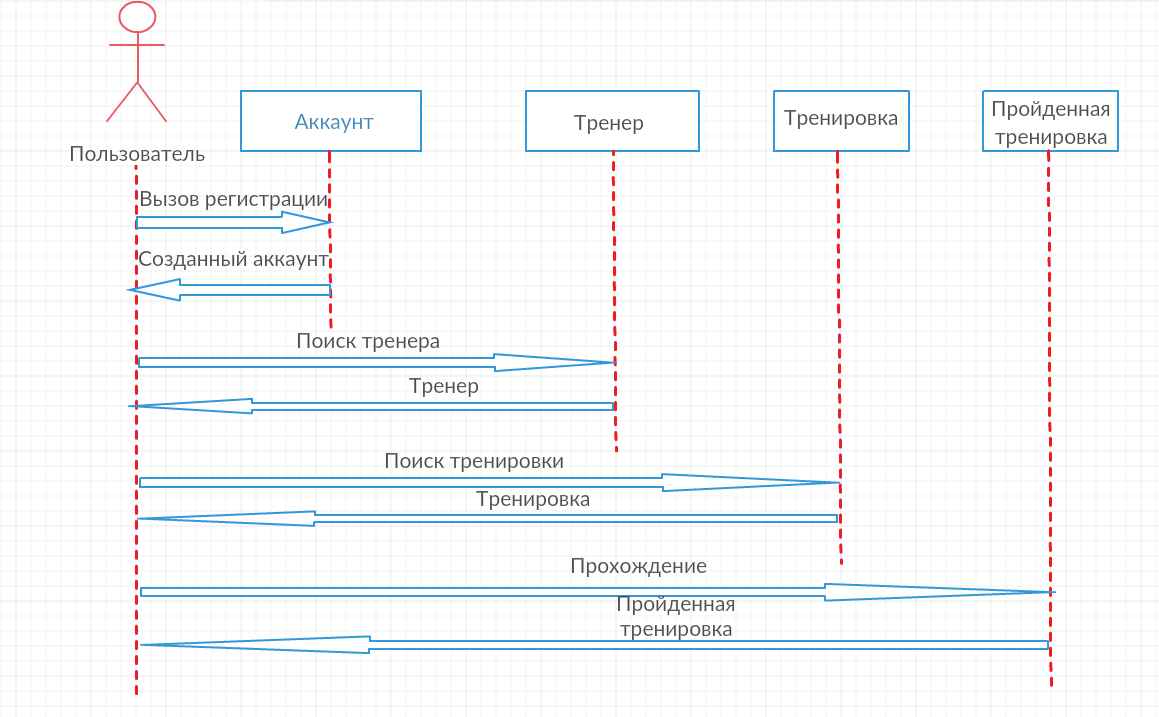 Пользователь
Аккаунт
Тренер
Тренировка
Пройденная
тренировка
Вызов регистрации
Созданный аккаунт
Поиск тренера
Тренер
Поиск тренировки
Тренировка
Прохождение
Пройденная
тренировка